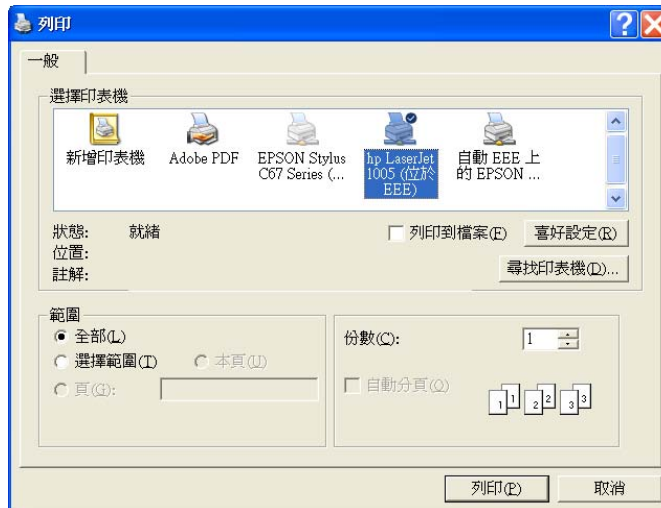 列印
一般
選擇印表機
新增印表機
Adobe PDF
EPSON Stylus
C67 Series (...
hp LaserJet
1005 (位於
EEE)
自動 EEE 上
的 EPSON ...
狀態: 就緒
位置:
註解:
列印到檔案(F)
喜好設定(R)
尋找印表機(D)...
範圍
全部(L)
選擇範圍(T)
本頁(U)
頁(G):
份數(C):
1
自動分頁(O)
1 1 2 2 3 3
列印(P)
取消